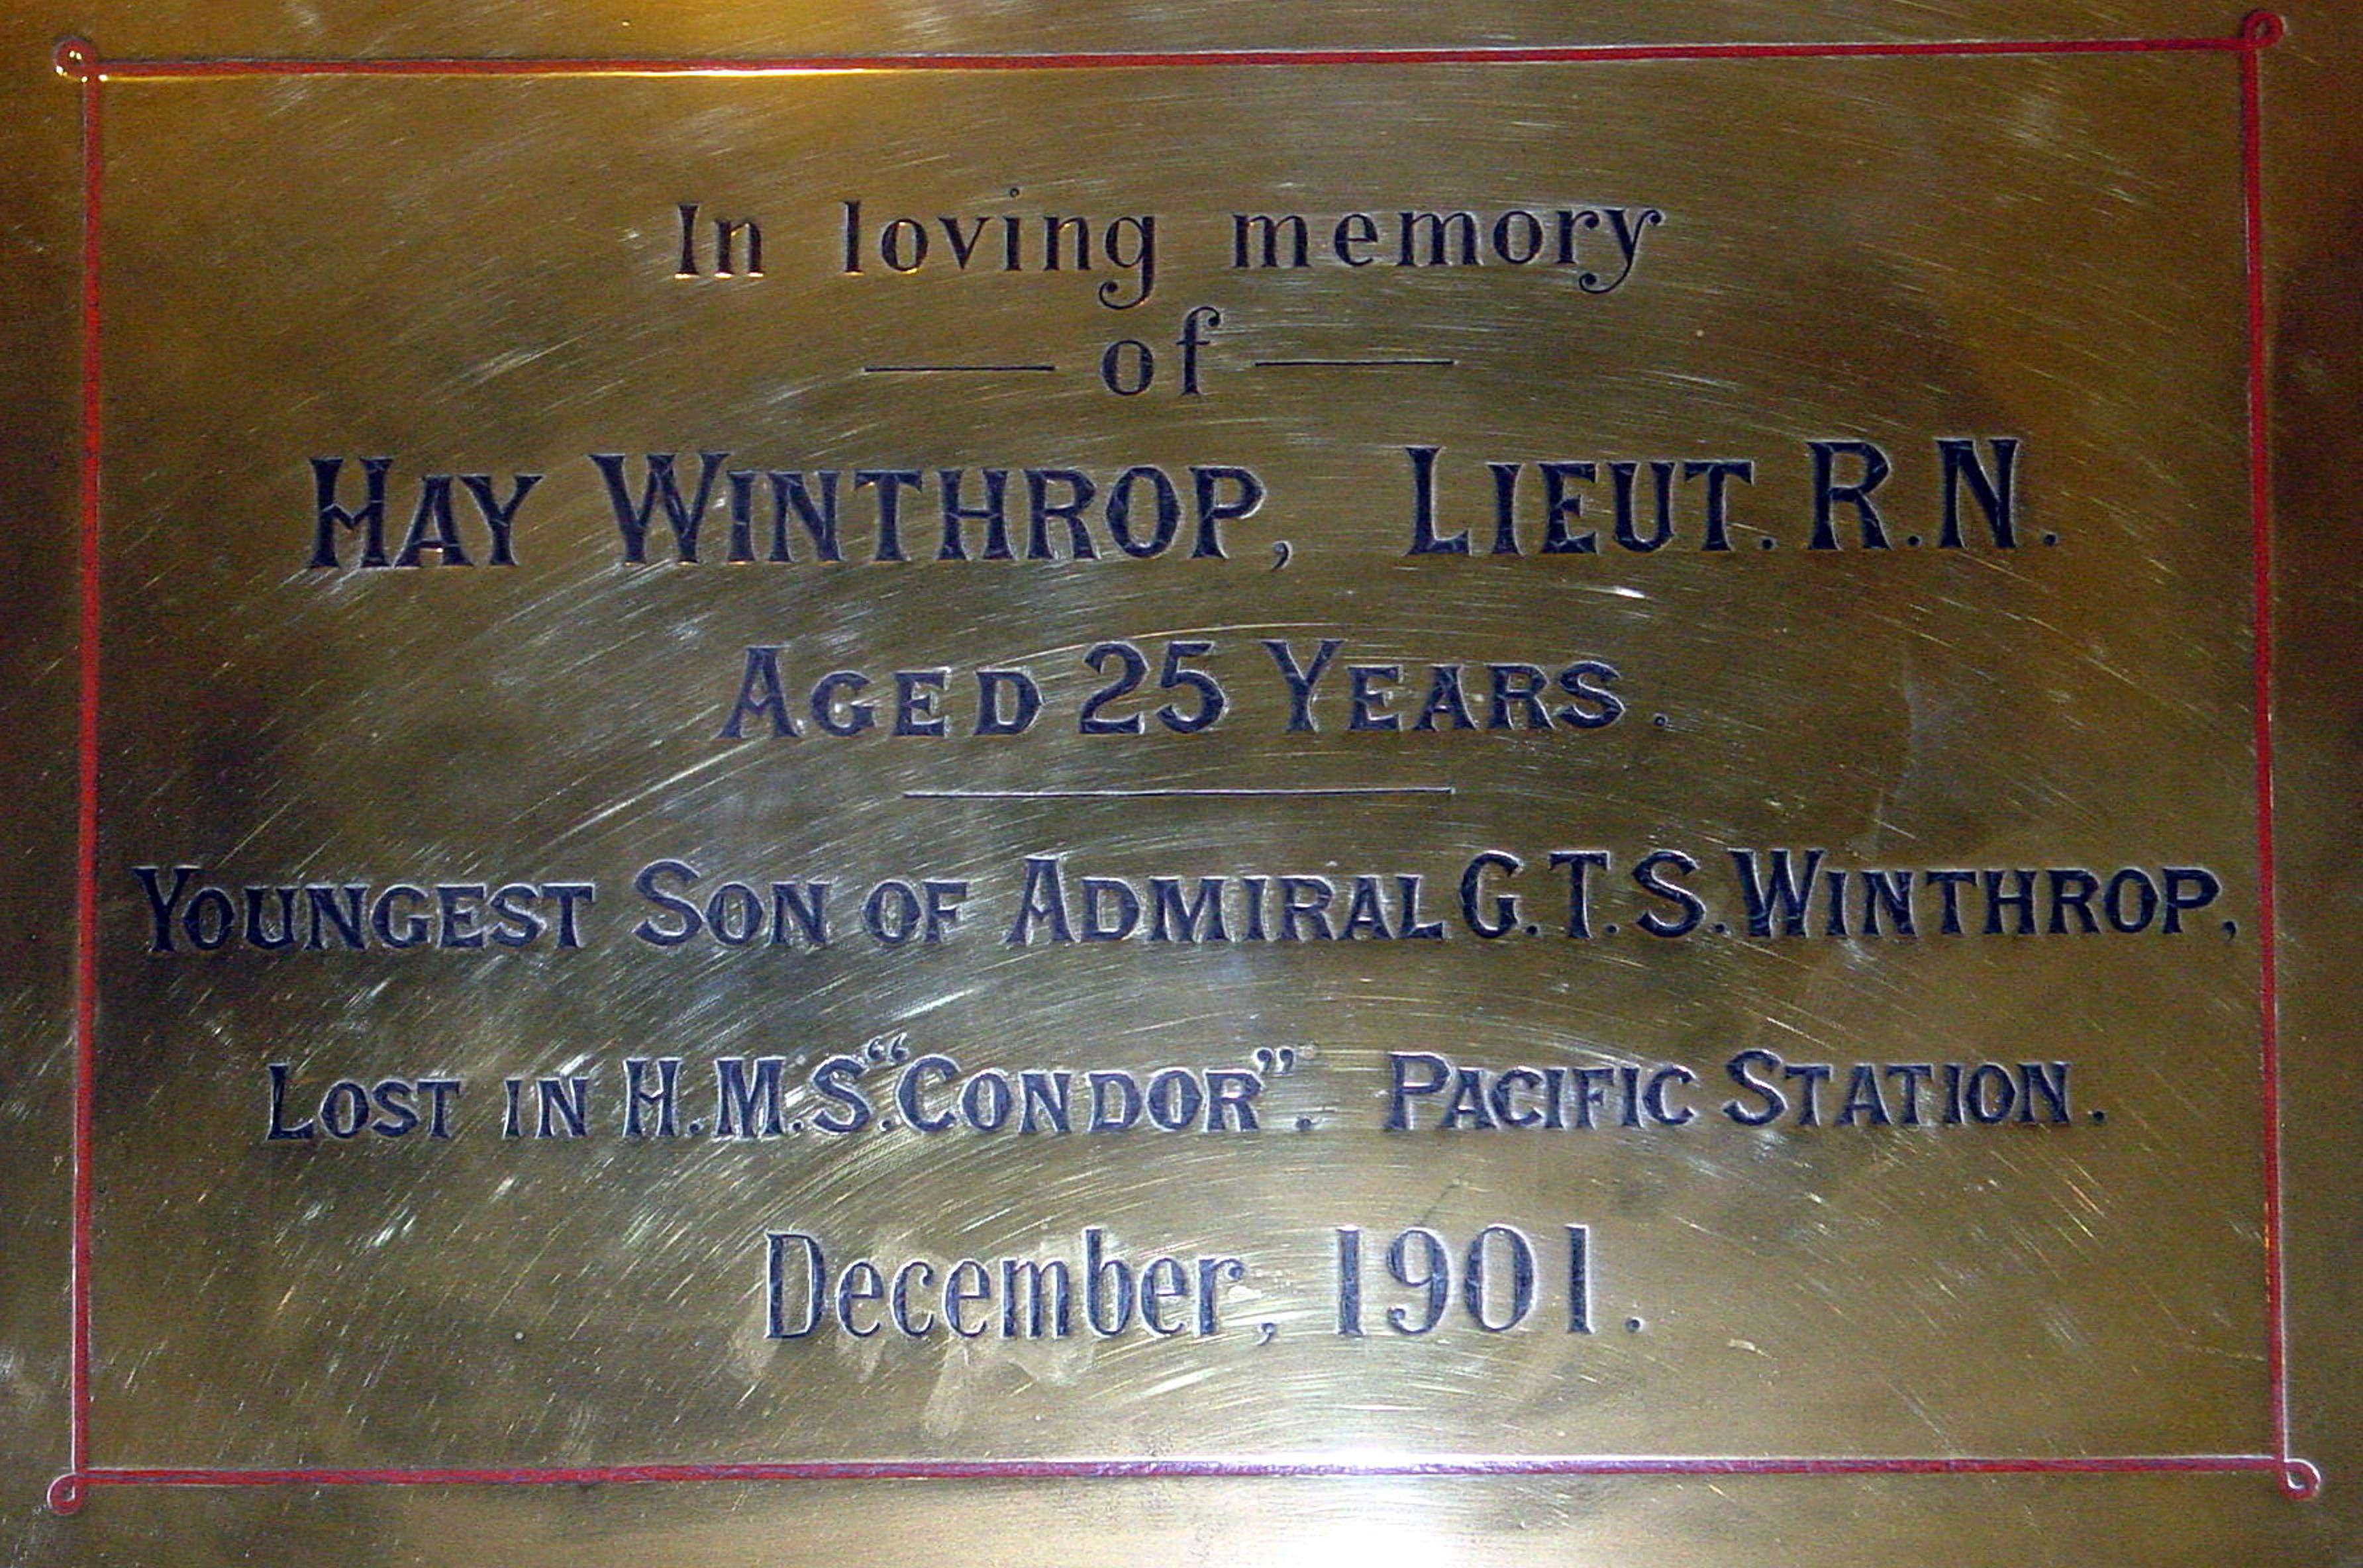 In loving memory
of
HAY WINTHROP, LIEUT. R.N.
AGED 25 YEARS.
YOUNGEST SON OF ADMIRAL G.T.S. WINTHROP,
LOST IN H.M.S. “CONDOR”. PACIFIC STATION.
December, 1901.